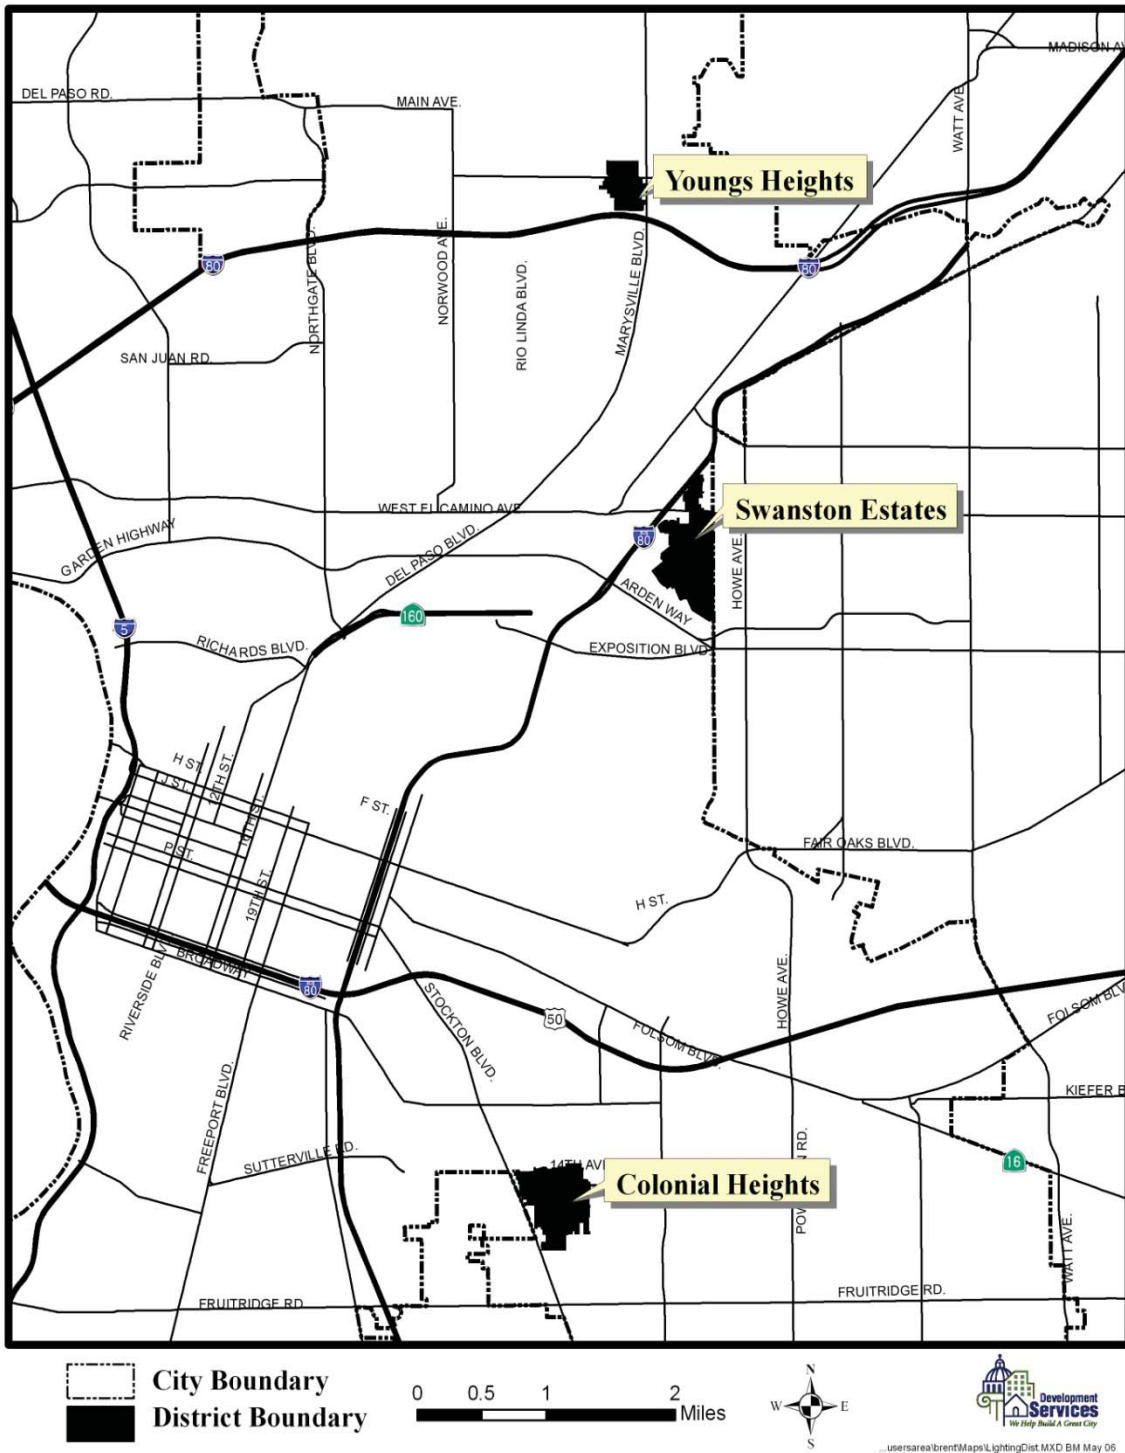 MADISON AV
DEL PASO RD.
MAIN AVE.
WATT AVE.
Youngs Heights
80
80
NORTHGATE BLVD.
NORWOOD AVE.
RIO LINDA BLVD.
MARYSVILLE BLVD.
SAN JUAN RD.
WEST EL CAMINO AVE
Swanston Estates
GARDEN HIGHWAY
DEL PASO BLVD.
80
HOWE AVE.
ARDEN WAY
160
5
RICHARDS BLVD.
EXPOSITION BLVD.
H ST.
J ST.
12TH ST.
16TH ST.
F ST.
P ST.
19TH ST.
FAIR OAKS BLVD.
H ST.
RIVERSIDE BLV
BROADWAY
80
STOCKTON BLVD.
50
HOWE AVE.
FOLSOM BLVD.
FOLSOM BLV
KIEFER B
FREEPORT BLVD.
SUTTERVILLE RD.
14TH AV
Colonial Heights
POW
N RD.
16
WATT AVE.
FRUITRIDGE RD
FRUITRIDGE RD.
City Boundary
District Boundary
0 0.5 1 2
Miles
N
W E
S
Development
Services
We Help Build A Great City
...usersarea\brent\Maps\LightingDist.MXD BM May 06